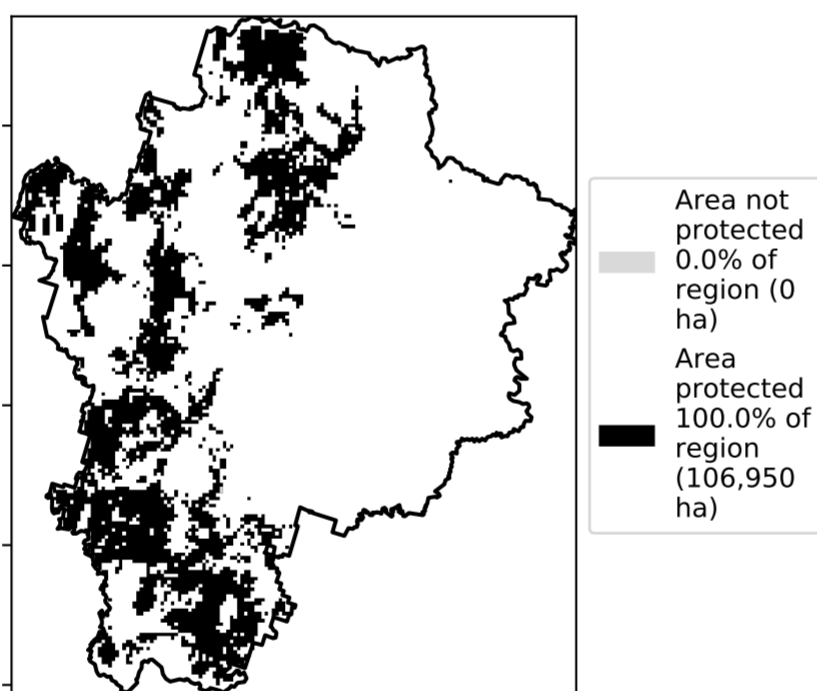 Area not
protected
0.0% of
region (0
ha)
Area
protected
100.0% of
region
(106,950
ha)